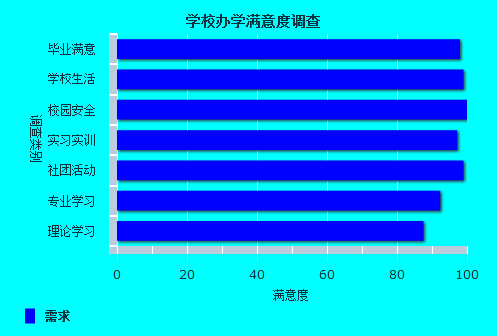 学校办学满意度调查
毕业满意
学校生活
校园安全
实习实训
社团活动
专业学习
理论学习
调查类别
0 20 40 60 80 100
满意度
需求